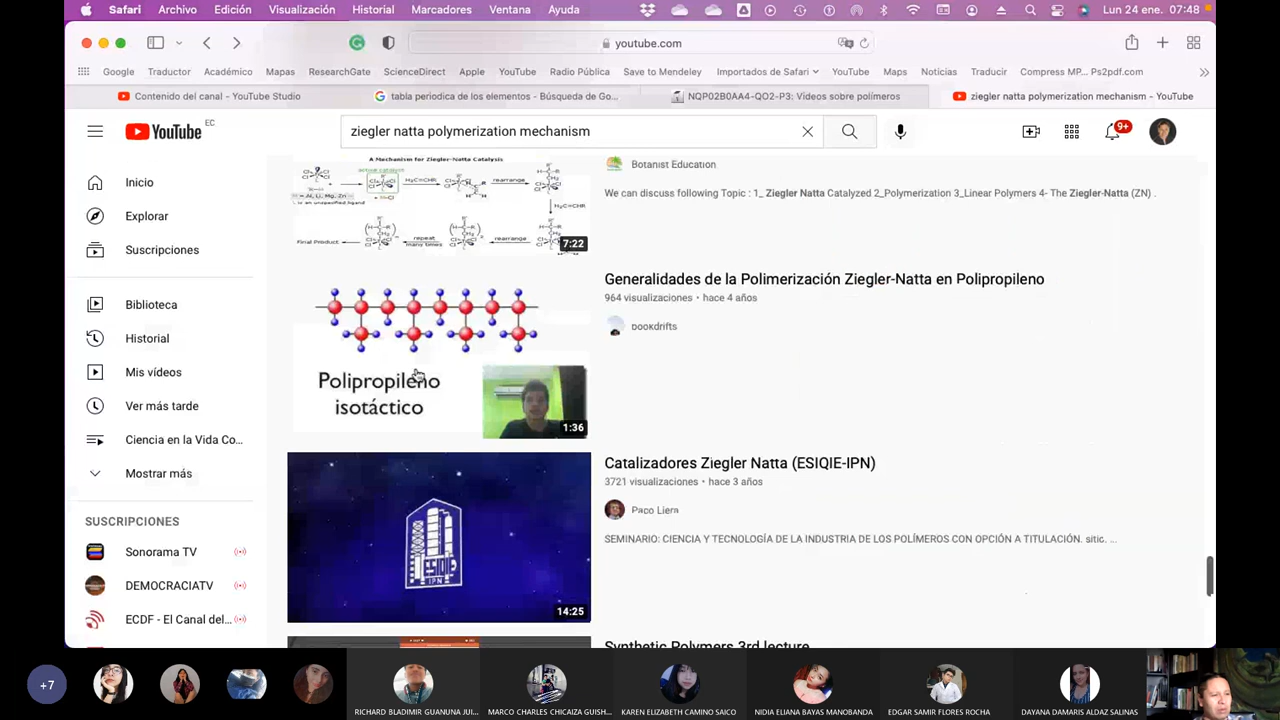 Safari Archivo Edición Visualización Historial Marcadores Ventana Ayuda Lun 24 ene. 07:48
youtube.com
Google Traductor Académico Mapas ResearchGate ScienceDirect Apple YouTube Radio Pública Save to Mendeley Importados de Safari YouTube Maps Noticias Traducir Compress MP... Ps2pdf.com
Contenido del canal - YouTube Studio
tabla periodica de los elementos - Búsqueda de Go...
NQP02B0AA4-QO2-P3: Videos sobre polímeros
ziegler natta polymerization mechanism - YouTube
YouTube EC
ziegler natta polymerization mechanism
9+
Inicio
Explorar
Suscripciones
Biblioteca
Historial
Mis vídeos
Ver más tarde
Ciencia en la Vida Co...
Mostrar más
SUSCRIPCIONES
Sonorama TV
DEMOCRACIATV
ECDF - El Canal del...
A Mechanism for Ziegler-Natta Catalysis
rearrange
Final Product
repeat
many times
rearrange
7:22
Botanist Education
We can discuss following Topic : 1_ Ziegler Natta Catalyzed 2_Polymerization 3_Linear Polymers 4- The Ziegler-Natta (ZN) .
Polipropileno
isotáctico
1:36
Generalidades de la Polimerización Ziegler-Natta en Polipropileno
964 visualizaciones • hace 4 años
bookdrifts
ESIQIE
IPN
14:25
Catalizadores Ziegler Natta (ESIQIE-IPN)
3721 visualizaciones • hace 3 años
Paco Liera
SEMINARIO: CIENCIA Y TECNOLOGÍA DE LA INDUSTRIA DE LOS POLÍMEROS CON OPCIÓN A TITULACIÓN. sitic. ...
Synthetic Polymers 3rd lecture
+7
RICHARD BLADIMIR GUANUNA JUI...
MARCO CHARLES CHICAIZA GUISH...
KAREN ELIZABETH CAMINO SAICO
NIDIA ELIANA BAYAS MANOBANDA
EDGAR SAMIR FLORES ROCHA
DAYANA DAMARIS ALDAZ SALINAS